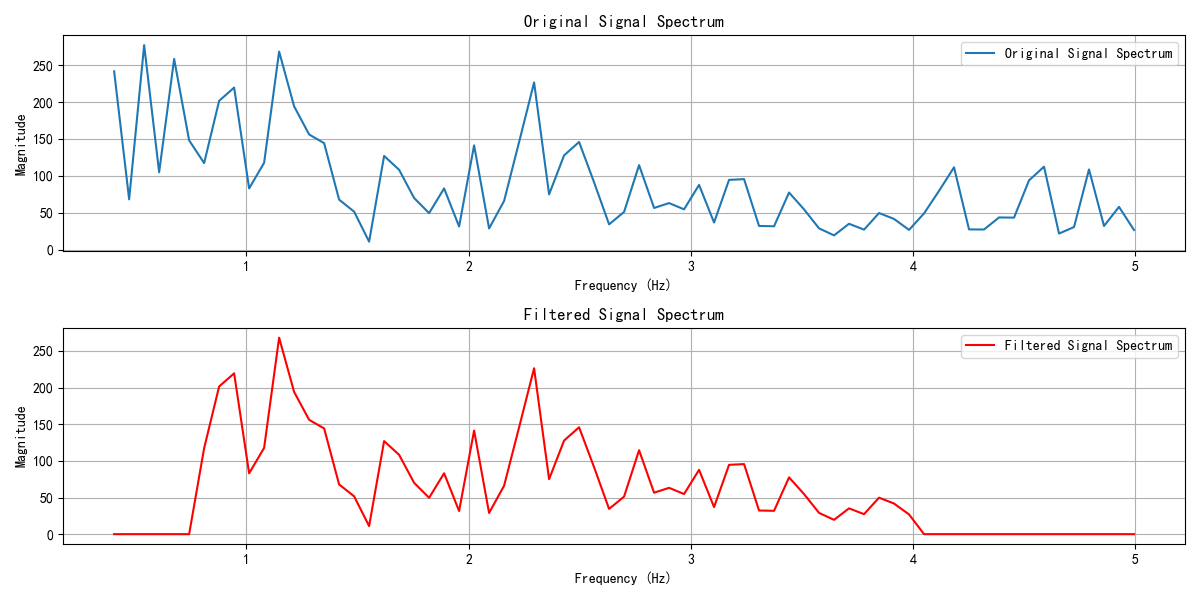 Original Signal Spectrum
Original Signal Spectrum
Magnitude
250
200
150
100
50
0
1 2 3 4 5
Frequency (Hz)
Filtered Signal Spectrum
Filtered Signal Spectrum
Magnitude
250
200
150
100
50
0
1 2 3 4 5
Frequency (Hz)